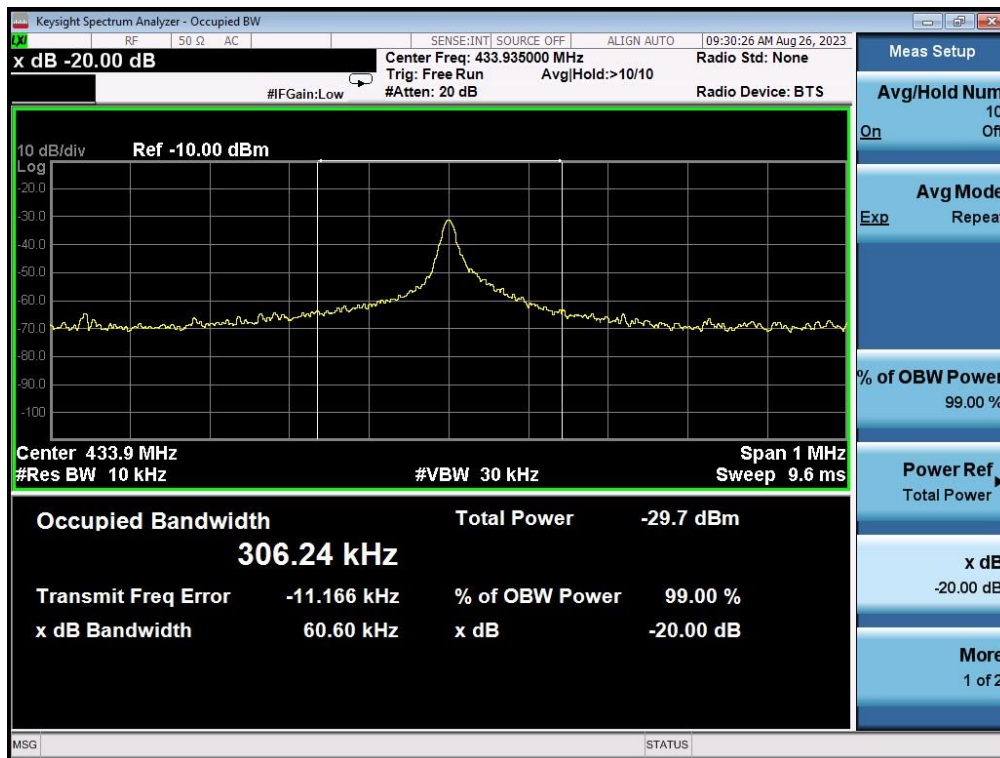 Keysight Spectrum Analyzer - Occupied BW
LXI RF 50 Ω AC SENSE:INT SOURCE OFF ALIGN AUTO 09:30:26 AM Aug 26, 2023
x dB -20.00 dB
Center Freq: 433.935000 MHz Radio Std: None
Trig: Free Run Avg|Hold:>10/10
#IFGain:Low #Atten: 20 dB Radio Device: BTS
10 dB/div Ref -10.00 dBm
Log
-20.0
-30.0
-40.0
-50.0
-60.0
-70.0
-80.0
-90.0
-100
Center 433.9 MHz Span 1 MHz
#Res BW 10 kHz #VBW 30 kHz Sweep 9.6 ms
Occupied Bandwidth Total Power -29.7 dBm
306.24 kHz
Transmit Freq Error -11.166 kHz % of OBW Power 99.00 %
x dB Bandwidth 60.60 kHz x dB -20.00 dB
MSG STATUS
Meas Setup
Avg/Hold Num
10
On Off
Avg Mode
Exp Repeat
% of OBW Power
99.00 %
Power Ref
Total Power
x dB
-20.00 dB
More
1 of 2